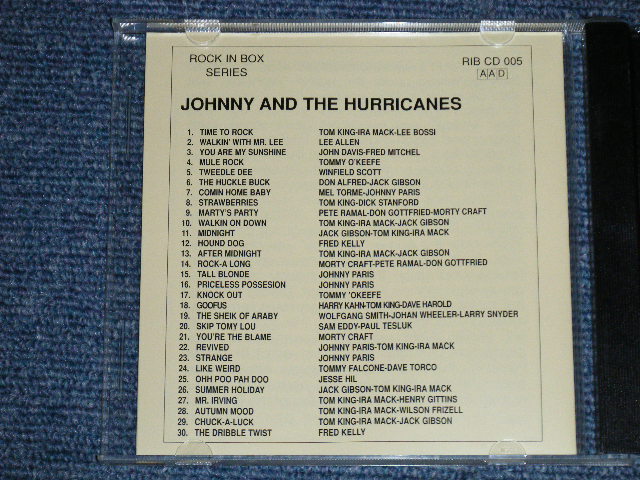 ROCK IN BOX SERIES
RIB CD 005
AAD
JOHNNY AND THE HURRICANES
1. TIME TO ROCK TOM KING-IRA MACK-LEE BOSSI
2. WALKIN' WITH MR. LEE LEE ALLEN
3. YOU ARE MY SUNSHINE JOHN DAVIS-FRED MITCHEL
4. MULE ROCK TOMMY O'KEEFE
5. TWEEDLE DEE WINFIELD SCOTT
6. THE HUCKLE BUCK DON ALFRED-JACK GIBSON
7. COMIN HOME BABY MEL TORME-JOHNNY PARIS
8. STRAWBERRIES TOM KING-DICK STANFORD
9. MARTY'S PARTY PETE RAMAL-DON GOTTFRIED-MORTY CRAFT
10. WALKIN ON DOWN TOM KING-IRA MACK-JACK GIBSON
11. MIDNIGHT JACK GIBSON-TOM KING-IRA MACK
12. HOUND DOG FRED KELLY
13. AFTER MIDNIGHT TOM KING-IRA MACK-JACK GIBSON
14. ROCK-A LONG MORTY CRAFT-PETE RAMAL-DON GOTTFRIED
15. TALL BLONDE JOHNNY PARIS
16. PRICELESS POSSESION JOHNNY PARIS
17. KNOCK OUT TOMMY 'OKEEFE
18. GOOFUS HARRY KAHN-TOM KING-DAVE HAROLD
19. THE SHEIK OF ARABY WOLFGANG SMITH-JOHAN WHEELER-LARRY SNYDER
20. SKIP TOMY LOU SAM EDDY-PAUL TESLUK
21. YOU'RE THE BLAME MORTY CRAFT
22. REVIVED JOHNNY PARIS-TOM KING-IRA MACK
23. STRANGE JOHNNY PARIS
24. LIKE WEIRD TOMMY FALCONE-DAVE TORCO
25. OHH POO PAH DOO JESSE HIL
26. SUMMER HOLIDAY JACK GIBSON-TOM KING-IRA MACK
27. MR. IRVING TOM KING-IRA MACK-HENRY GITTINS
28. AUTUMN MOOD TOM KING-IRA MACK-WILSON FRIZELL
29. CHUCK-A-LUCK TOM KING-IRA MACK-JACK GIBSON
30. THE DRIBBLE TWIST FRED KELLY